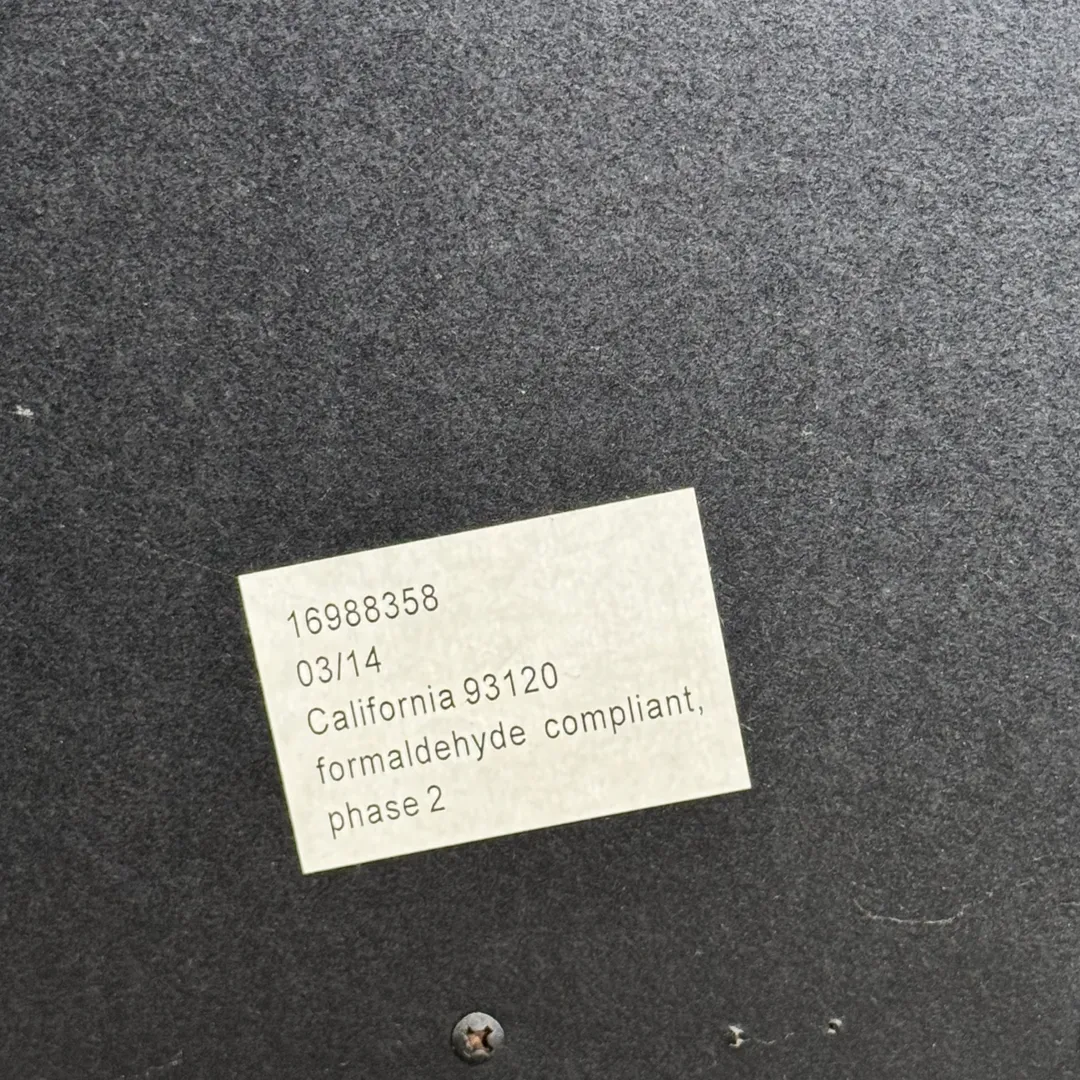 16988358
03/14
California 93120
formaldehyde compliant,
phase 2